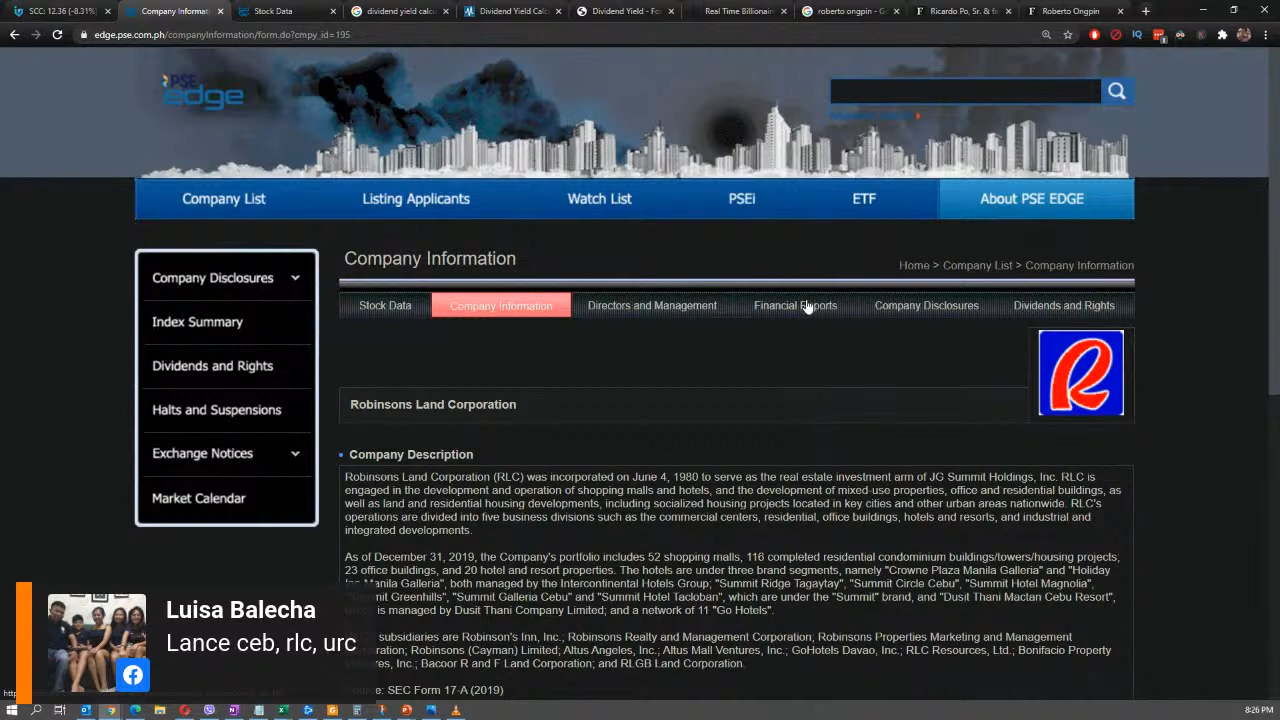 SCC: 12.36 (-8.31%)
Company Informati
Stock Data
dividend yield calcu
Dividend Yield Calc
Dividend Yield - Fo
Real Time Billionair
roberto ongpin - G
Ricardo Po, Sr. & fa
Roberto Ongpin
edge.pse.com.ph/companyInformation/form.do?cmpy_id=195
PSE
edge
Company List
Listing Applicants
Watch List
PSEi
ETF
About PSE EDGE
Company Disclosures
Index Summary
Dividends and Rights
Halts and Suspensions
Exchange Notices
Market Calendar
Company Information
Home > Company List > Company Information
Stock Data
Company Information
Directors and Management
Financial Reports
Company Disclosures
Dividends and Rights
R
Robinsons Land Corporation
Company Description
Robinsons Land Corporation (RLC) was incorporated on June 4, 1980 to serve as the real estate investment arm of JG Summit Holdings, Inc. RLC is
engaged in the development and operation of shopping malls and hotels, and the development of mixed-use properties, office and residential buildings, as
well as land and residential housing developments, including socialized housing projects located in key cities and other urban areas nationwide. RLC's
operations are divided into five business divisions such as the commercial centers, residential, office buildings, hotels and resorts, and industrial and
integrated developments.
As of December 31, 2019, the Company's portfolio includes 52 shopping malls, 116 completed residential condominium buildings/towers/housing projects,
23 office buildings, and 20 hotel and resort properties. The hotels are under three brand segments, namely "Crowne Plaza Manila Galleria" and "Holiday
Inn Manila Galleria", both managed by the Intercontinental Hotels Group; "Summit Ridge Tagaytay", "Summit Circle Cebu", "Summit Hotel Magnolia",
Greenhills", "Summit Galleria Cebu" and "Summit Hotel Tacloban", which are under the "Summit" brand, and "Dusit Thani Mactan Cebu Resort",
is managed by Dusit Thani Company Limited; and a network of 11 "Go Hotels".
subsidiaries are Robinson's Inn, Inc.; Robinsons Realty and Management Corporation; Robinsons Properties Marketing and Management
Robinsons (Cayman) Limited; Altus Angeles, Inc.; Altus Mall Ventures, Inc.; GoHotels Davao, Inc.; RLC Resources, Ltd.; Bonifacio Property
Inc.; Bacoor R and F Land Corporation; and RLGB Land Corporation.
SEC Form 17-A (2019)
Luisa Balecha
Lance ceb, rlc, urc
8:26 PM